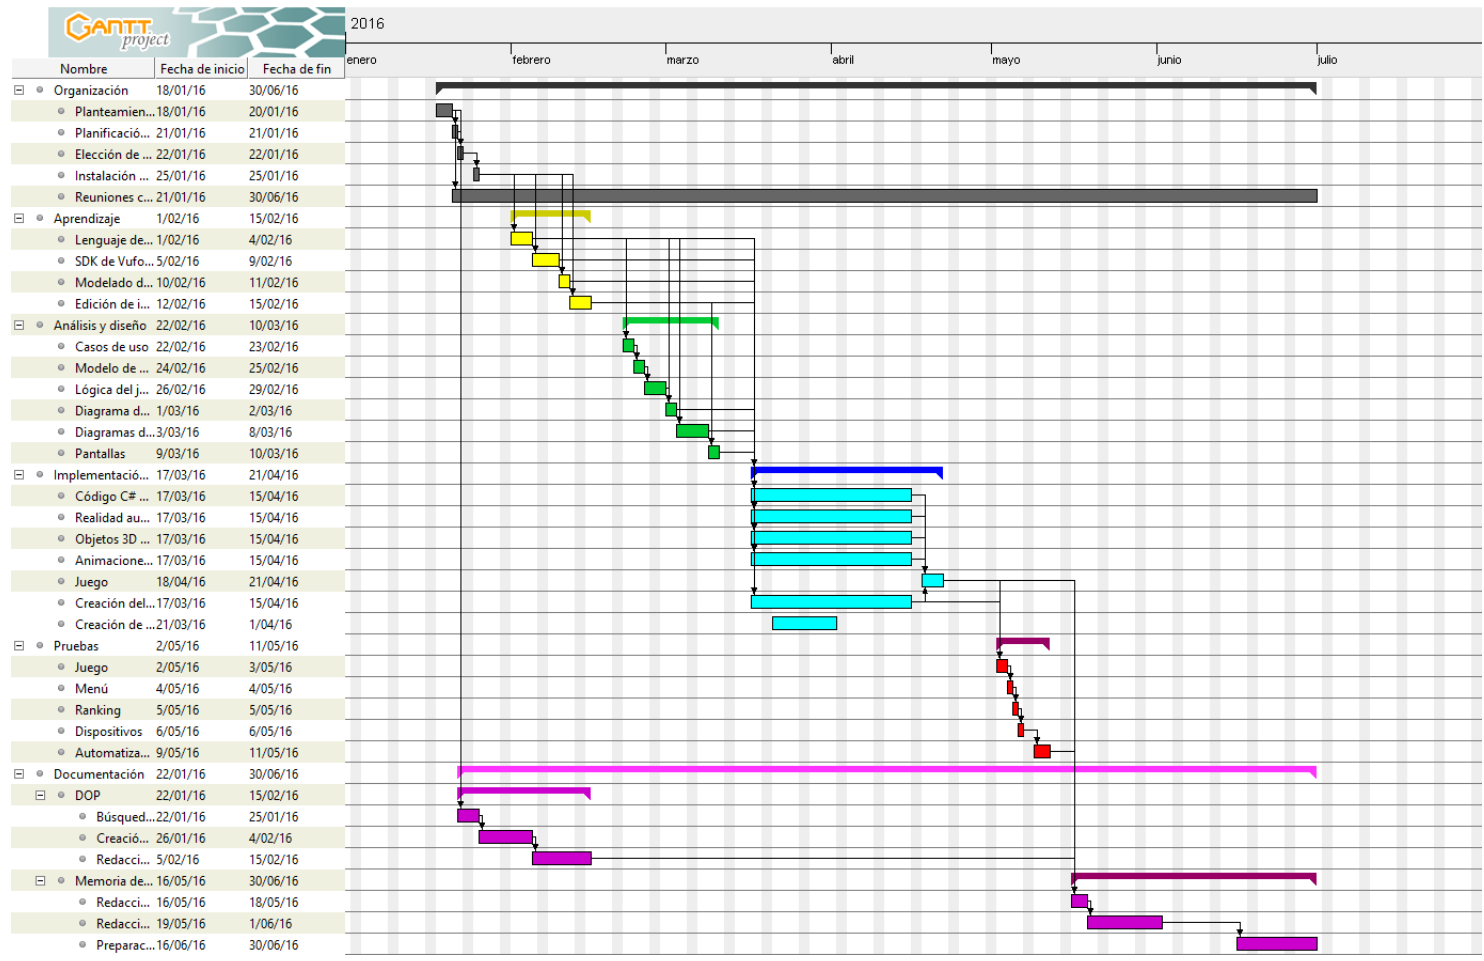 GANTT
project
2016
enero febrero marzo abril mayo junio julio
Nombre Fecha de inicio Fecha de fin
Organización 18/01/16 30/06/16
Planteamien... 18/01/16 20/01/16
Planificació... 21/01/16 21/01/16
Elección de ... 22/01/16 22/01/16
Instalación ... 25/01/16 25/01/16
Reuniones c... 21/01/16 30/06/16
Aprendizaje 1/02/16 15/02/16
Lenguaje de... 1/02/16 4/02/16
SDK de Vufo... 5/02/16 9/02/16
Modelado d... 10/02/16 11/02/16
Edición de i... 12/02/16 15/02/16
Análisis y diseño 22/02/16 10/03/16
Casos de uso 22/02/16 23/02/16
Modelo de ... 24/02/16 25/02/16
Lógica del j... 26/02/16 29/02/16
Diagrama d... 1/03/16 2/03/16
Diagramas d... 3/03/16 8/03/16
Pantallas 9/03/16 10/03/16
Implementació... 17/03/16 21/04/16
Código C# ... 17/03/16 15/04/16
Realidad au... 17/03/16 15/04/16
Objetos 3D ... 17/03/16 15/04/16
Animacione... 17/03/16 15/04/16
Juego 18/04/16 21/04/16
Creación del... 17/03/16 15/04/16
Creación de ... 21/03/16 1/04/16
Pruebas 2/05/16 11/05/16
Juego 2/05/16 3/05/16
Menú 4/05/16 4/05/16
Ranking 5/05/16 5/05/16
Dispositivos 6/05/16 6/05/16
Automatiza... 9/05/16 11/05/16
Documentación 22/01/16 30/06/16
DOP 22/01/16 15/02/16
Búsqued... 22/01/16 25/01/16
Creació... 26/01/16 4/02/16
Redacci... 5/02/16 15/02/16
Memoria de... 16/05/16 30/06/16
Redacci... 16/05/16 18/05/16
Redacci... 19/05/16 1/06/16
Preparac... 16/06/16 30/06/16